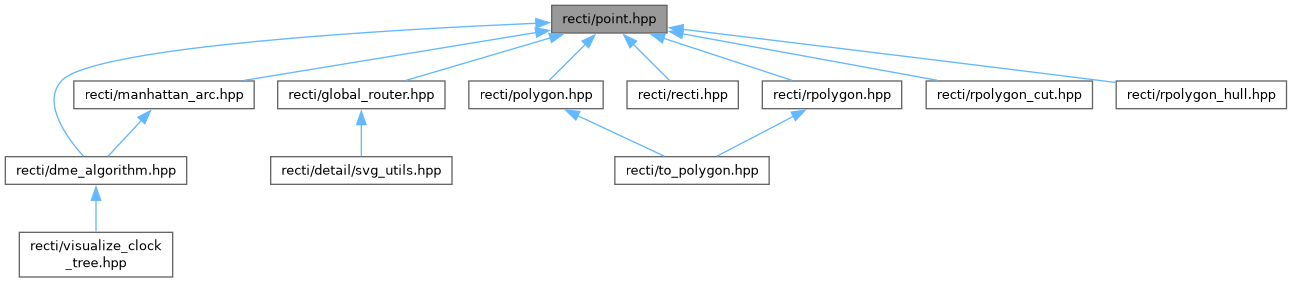 recti/point.hpp
recti/manhattan_arc.hpp
recti/global_router.hpp
recti/polygon.hpp
recti/recti.hpp
recti/rpolygon.hpp
recti/rpolygon_cut.hpp
recti/rpolygon_hull.hpp
recti/dme_algorithm.hpp
recti/detail/svg_utils.hpp
recti/to_polygon.hpp
recti/visualize_clock
_tree.hpp